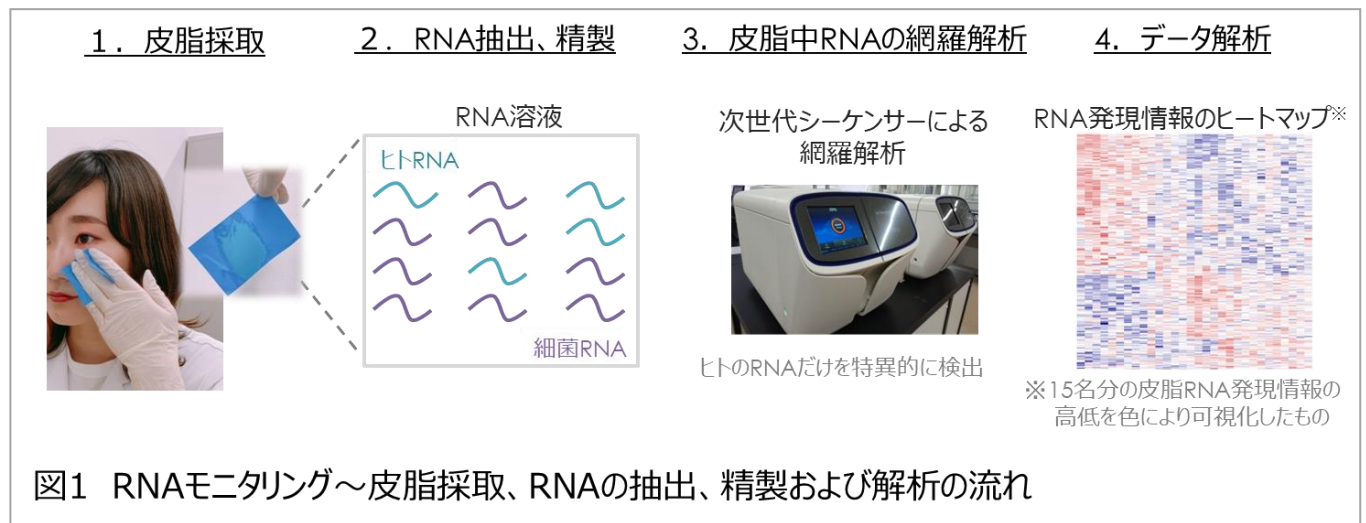 1．皮脂採取
2．RNA抽出、精製
3．皮脂中RNAの網羅解析
4．データ解析
RNA溶液
ヒトRNA
細菌RNA
次世代シーケンサーによる
網羅解析
ヒトのRNAだけを特異的に検出
RNA発現情報のヒートマップ※
※15名分の皮脂RNA発現情報の
高低を色により可視化したもの
図1　RNAモニタリング～皮脂採取、RNAの抽出、精製および解析の流れ